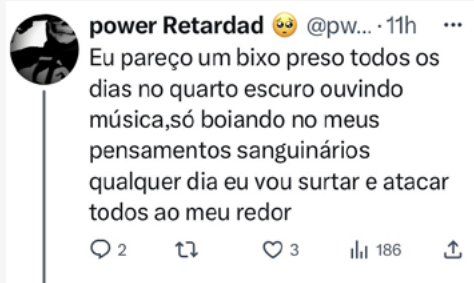 power Retardad 🥺 @pw... · 11h ...
Eu pareço um bixo preso todos os
dias no quarto escuro ouvindo
música,só boiando no meus
pensamentos sanguinários
qualquer dia eu vou surtar e atacar
todos ao meu redor
2 3 186